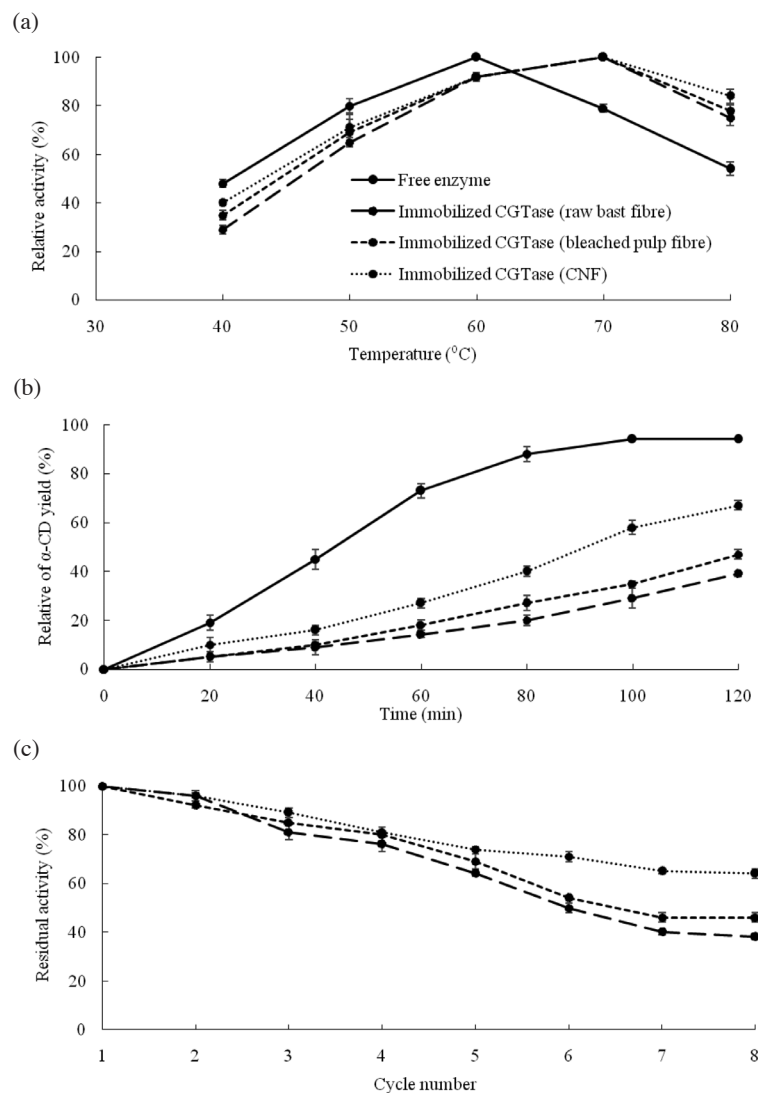 (a)
100
80
60
40
20
0
Relative activity (%)
Free enzyme
Immobilized CGTase (raw bast fibre)
Immobilized CGTase (bleached pulp fibre)
Immobilized CGTase (CNF)
30 40 50 60 70 80
Temperature (⁰C)
(b)
100
80
60
40
20
0
Relative of α-CD yield (%)
0 20 40 60 80 100 120
Time (min)
(c)
100
80
60
40
20
0
Residual activity (%)
1 2 3 4 5 6 7 8
Cycle number